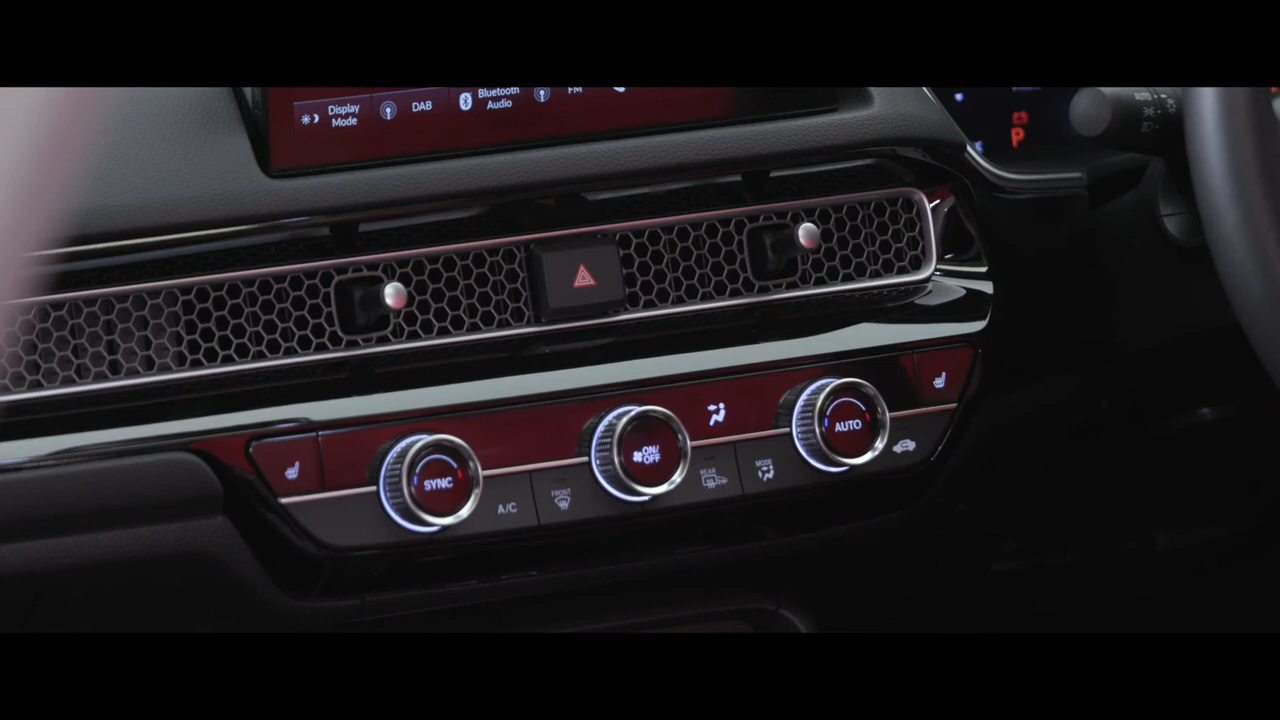 Display
Mode
DAB
Bluetooth
Audio
FM
AUTO
P
SYNC
A/C
FRONT
ON/
OFF
REAR
MODE
AUTO